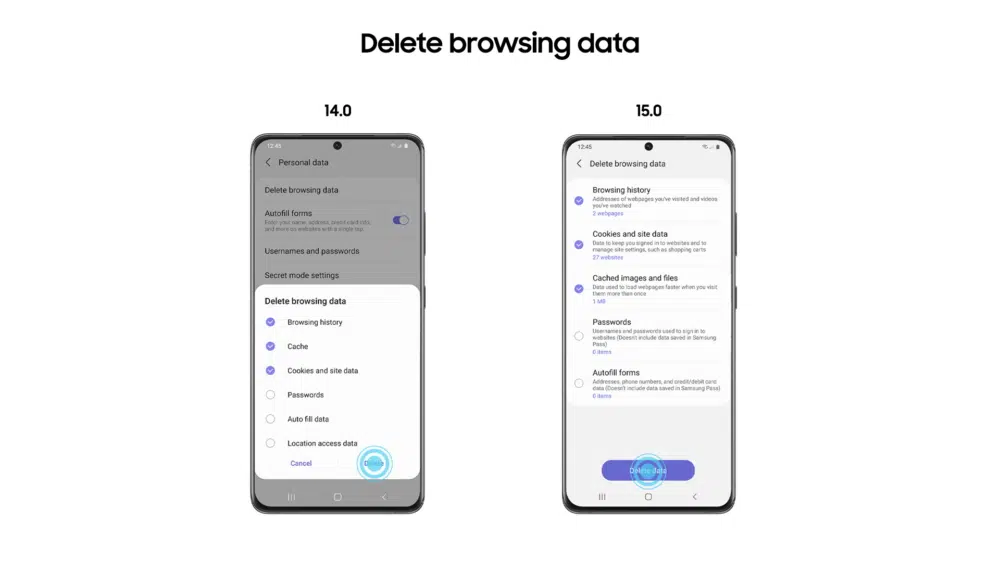 Delete browsing data
14.0
12:45
Personal data
Delete browsing data
Autofill forms
Enter your name, address, credit card info,
and more on websites with a single tap.
Usernames and passwords
Secret mode settings
Delete browsing data
Browsing history
Cache
Cookies and site data
Passwords
Auto fill data
Location access data
Cancel
Delete
15.0
12:45
Delete browsing data
Browsing history
Addresses of webpages you've visited and videos
you've watched
2 webpages
Cookies and site data
Data to keep you signed in to websites and to
manage site settings, such as shopping carts
27 websites
Cached images and files
Data used to load webpages faster when you visit
them more than once
1 MB
Passwords
Usernames and passwords used to sign in to
websites (Doesn't include data saved in Samsung
Pass)
0 items
Autofill forms
Addresses, phone numbers, and credit/debit card
data (Doesn't include data saved in Samsung Pass)
0 items
Delete data